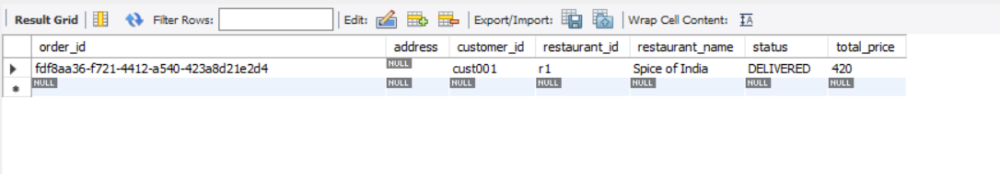 Result Grid Filter Rows: Edit: Export/Import: Wrap Cell Content: IA
order_id address customer_id restaurant_id restaurant_name status total_price
fdf8aa36-f721-4412-a540-423a8d21e2d4 NULL cust001 r1 Spice of India DELIVERED 420
NULL NULL NULL NULL NULL NULL NULL